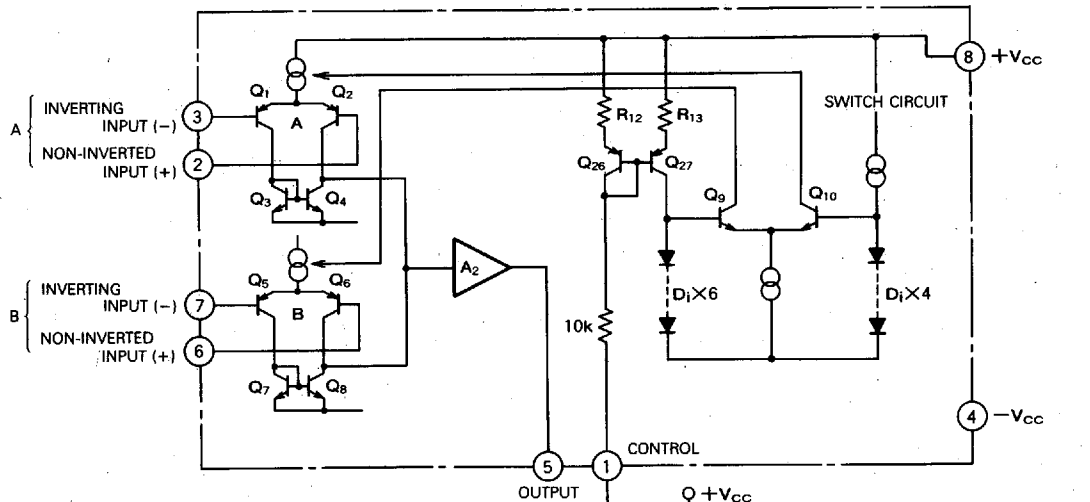 8
+VCC
SWITCH CIRCUIT
Q1
Q2
A
INVERTING
INPUT (-)
3
NON-INVERTED
INPUT (+)
2
A
Q3
Q4
R12
R13
Q26
Q27
Q9
Q10
B
INVERTING
INPUT (-)
7
NON-INVERTED
INPUT (+)
6
Q5
Q6
B
Q7
Q8
A2
10k
Di×6
Di×4
4
-VCC
5
OUTPUT
1
CONTROL
Q +VCC